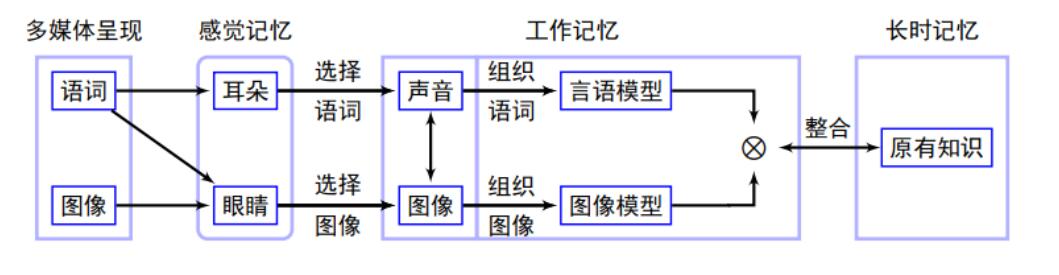 多媒体呈现 感觉记忆 工作记忆 长时记忆
语词 耳朵 选择 语词 声音 组织 语词 言语模型
整合 原有知识
图像 眼睛 选择 图像 图像 组织 图像 图像模型